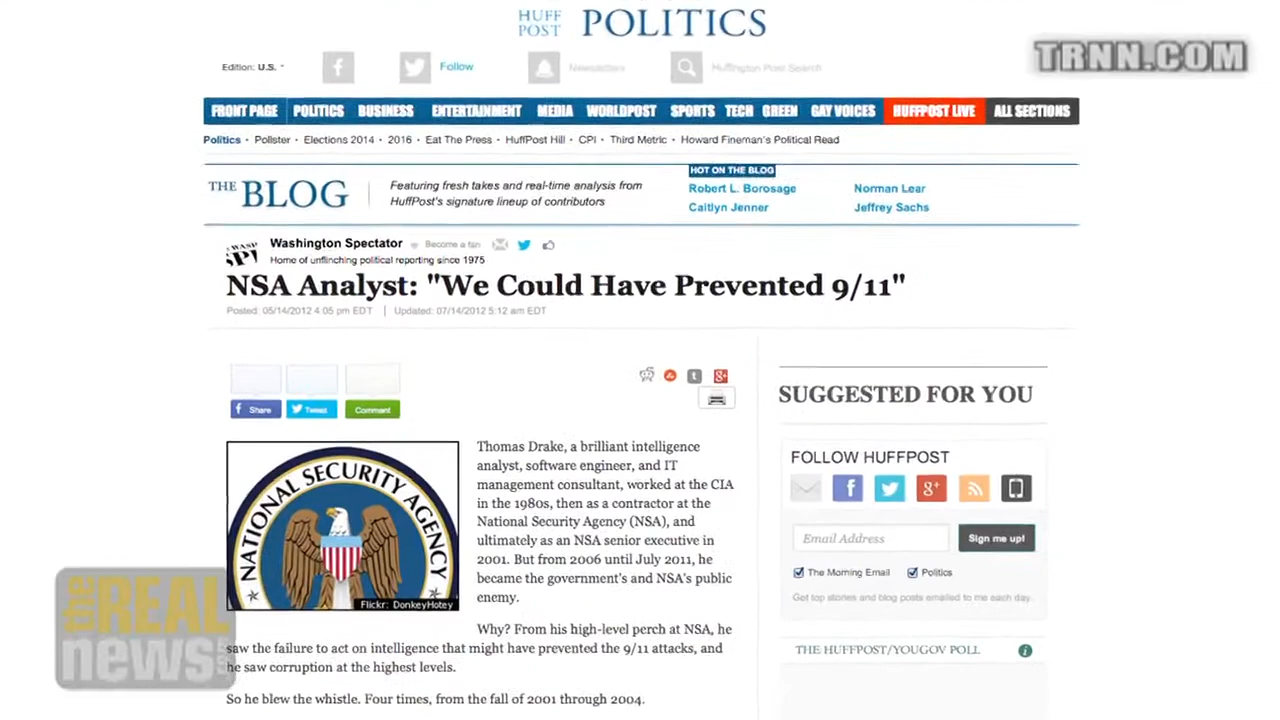 HUFF
POST
POLITICS
TRNN.COM
Edition: U.S.
Follow
Newsletters
Huffington Post Search
FRONT PAGE POLITICS BUSINESS ENTERTAINMENT MEDIA WORLDPOST SPORTS TECH GREEN GAY VOICES HUFFPOST LIVE ALL SECTIONS
Politics • Pollster • Elections 2014 • 2016 • Eat The Press • HuffPost Hill • CPI • Third Metric • Howard Fineman's Political Read
THE BLOG
Featuring fresh takes and real-time analysis from
HuffPost's signature lineup of contributors
HOT ON THE BLOG
Robert L. Borosage Norman Lear
Caitlyn Jenner Jeffrey Sachs
Washington Spectator Become a fan
Home of unflinching political reporting since 1975
NSA Analyst: "We Could Have Prevented 9/11"
Posted: 05/14/2012 4:05 pm EDT | Updated: 07/14/2012 5:12 am EDT
Share
Tweet
Comment
NATIONAL SECURITY AGENCY
Flickr: DonkeyHotey
Thomas Drake, a brilliant intelligence
analyst, software engineer, and IT
management consultant, worked at the CIA
in the 1980s, then as a contractor at the
National Security Agency (NSA), and
ultimately as an NSA senior executive in
2001. But from 2006 until July 2011, he
became the government's and NSA's public
enemy.
Why? From his high-level perch at NSA, he
saw the failure to act on intelligence that might have prevented the 9/11 attacks, and
he saw corruption at the highest levels.
So he blew the whistle. Four times, from the fall of 2001 through 2004.
SUGGESTED FOR YOU
FOLLOW HUFFPOST
Email Address
Sign me up!
The Morning Email Politics
Get top stories and blog posts emailed to me each day.
THE HUFFPOST/YOUGOV POLL
the REAL
news.com